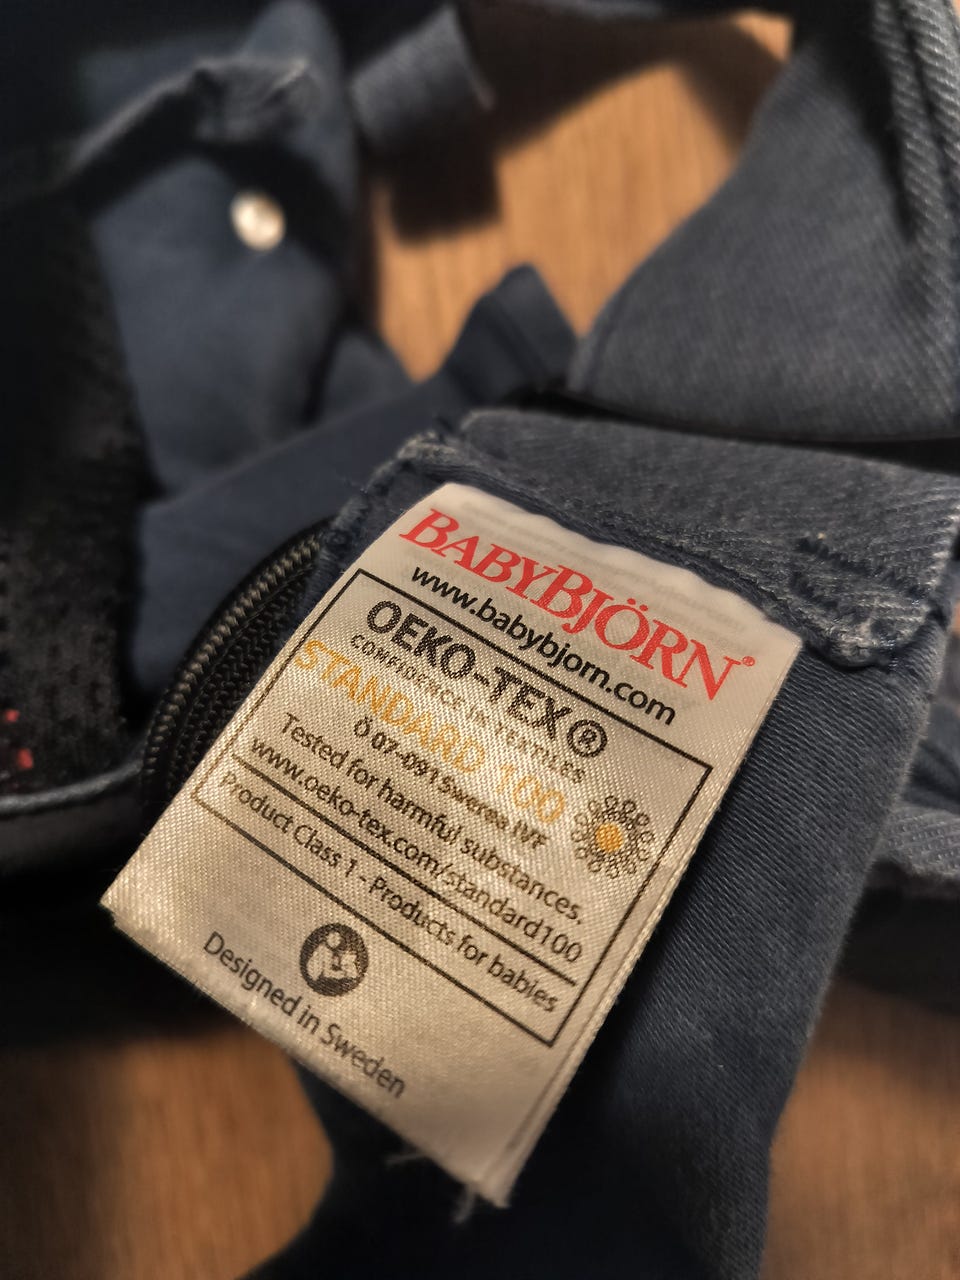 BABYBJÖRN®
www.babybjorn.com
OEKO-TEX®
CONFIDENCE IN TEXTILES
STANDARD 100
Ö 07-091 Swerea IVF
Tested for harmful substances.
www.oeko-tex.com/standard100
Product Class 1 - Products for babies
Designed in Sweden